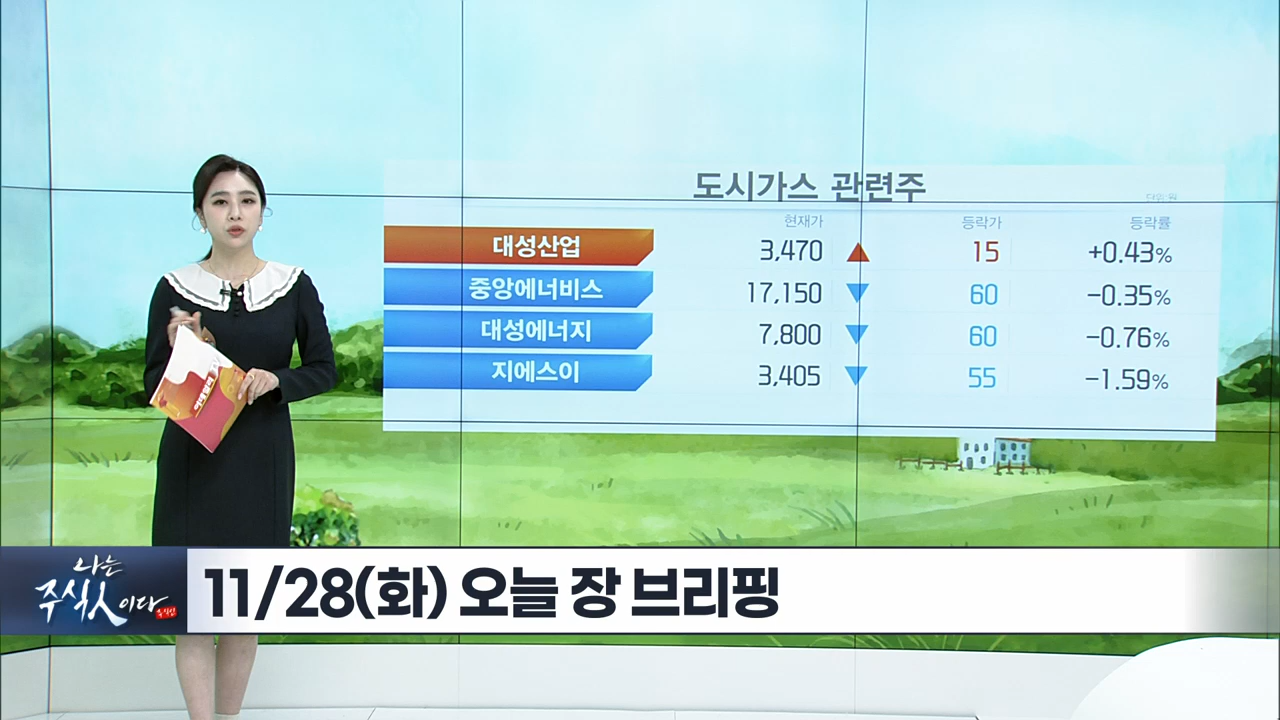 도시가스 관련주
단위:원
현재가 등락가 등락률
대성산업 3,470 ▲ 15 +0.43%
중앙에너비스 17,150 ▼ 60 -0.35%
대성에너지 7,800 ▼ 60 -0.76%
지에스이 3,405 ▼ 55 -1.59%
나는
주식인이다
11/28(화) 오늘 장 브리핑